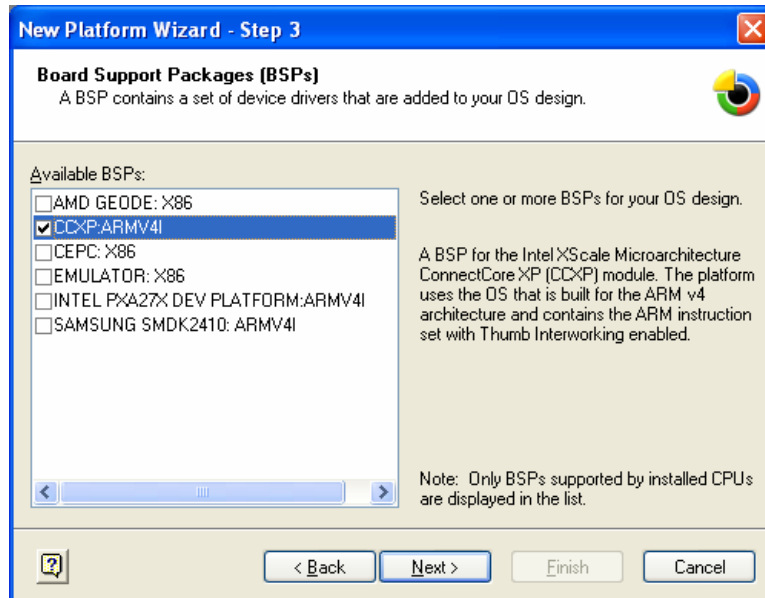 New Platform Wizard - Step 3
Board Support Packages (BSPs)
A BSP contains a set of device drivers that are added to your OS design.
Available BSPs:
AMD GEODE: X86
CCXP:ARMV4I
CEPC: X86
EMULATOR: X86
INTEL PXA27X DEV PLATFORM:ARMV4I
SAMSUNG SMDK2410: ARMV4I
Select one or more BSPs for your OS design.
A BSP for the Intel XScale Microarchitecture
ConnectCore XP (CCXP) module. The platform
uses the OS that is built for the ARM v4
architecture and contains the ARM instruction
set with Thumb Interworking enabled.
Note: Only BSPs supported by installed CPUs
are displayed in the list.
?
< Back
Next >
Finish
Cancel